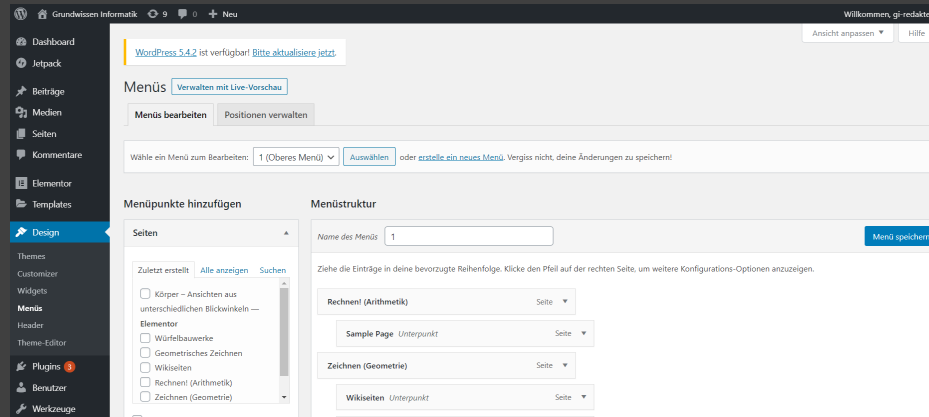 Grundwissen Informatik 9 0 Neu Willkommen, gi-redakte
Dashboard
Jetpack
Beiträge
Medien
Seiten
Kommentare
Elementor
Templates
Design
Themes
Customizer
Widgets
Menüs
Header
Theme-Editor
Plugins 3
Benutzer
Werkzeuge
Ansicht anpassen Hilfe
WordPress 5.4.2 ist verfügbar! Bitte aktualisiere jetzt.
Menüs Verwalten mit Live-Vorschau
Menüs bearbeiten Positionen verwalten
Wähle ein Menü zum Bearbeiten: 1 (Oberes Menü) Auswählen oder erstelle ein neues Menü. Vergiss nicht, deine Änderungen zu speichern!
Menüpunkte hinzufügen
Seiten
Zuletzt erstellt Alle anzeigen Suchen
Körper – Ansichten aus
unterschiedlichen Blickwinkeln —
Elementor
Würfelbauwerke
Geometrisches Zeichnen
Wikiseiten
Rechnen! (Arithmetik)
Zeichnen (Geometrie)
Menüstruktur
Name des Menüs 1 Menü speichern
Ziehe die Einträge in deine bevorzugte Reihenfolge. Klicke den Pfeil auf der rechten Seite, um weitere Konfigurations-Optionen anzuzeigen.
Rechnen! (Arithmetik) Seite
Sample Page Unterpunkt Seite
Zeichnen (Geometrie) Seite
Wikiseiten Unterpunkt Seite